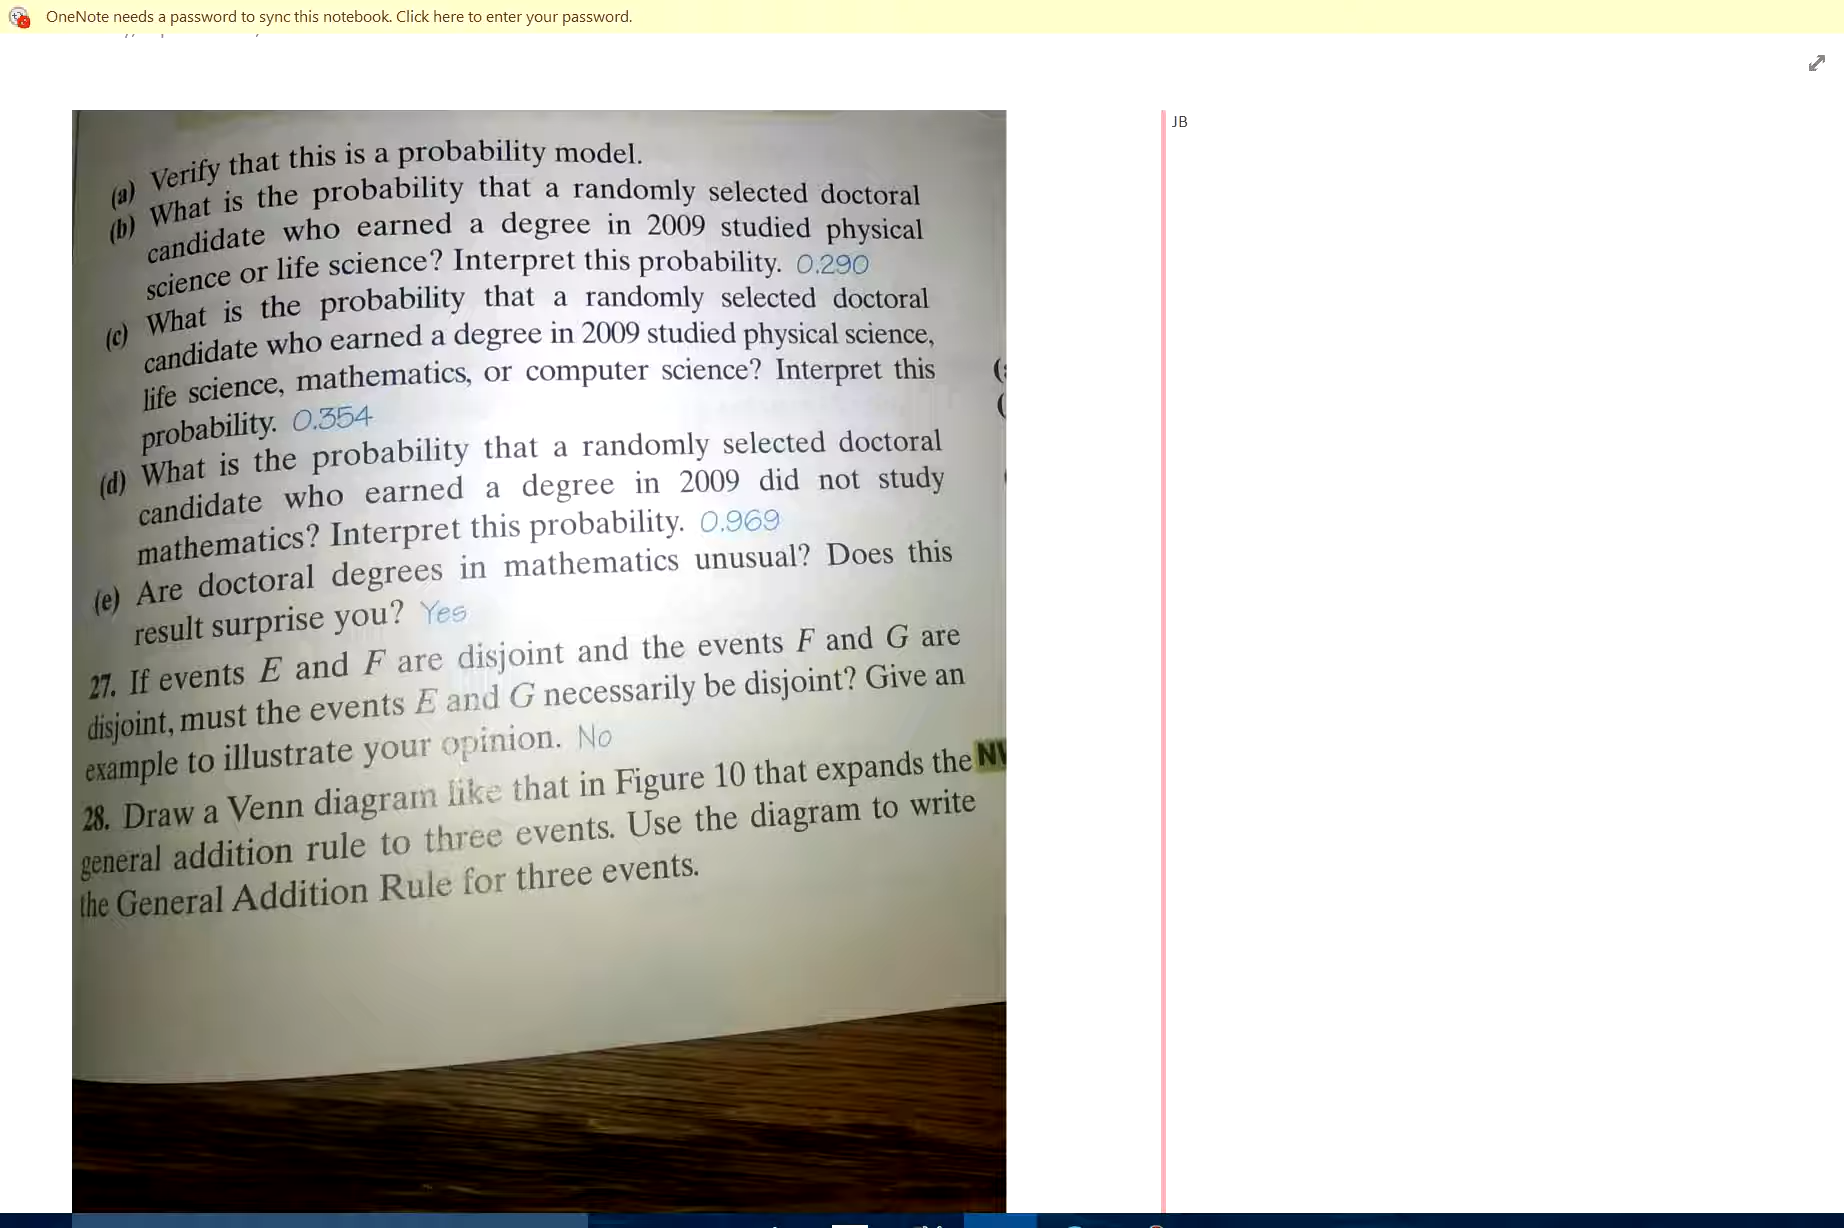 OneNote needs a password to sync this notebook. Click here to enter your password.
JB
(a) Verify that this is a probability model.
(b) What is the probability that a randomly selected doctoral
candidate who earned a degree in 2009 studied physical
science or life science? Interpret this probability. 0.290
(c) What is the probability that a randomly selected doctoral
candidate who earned a degree in 2009 studied physical science,
life science, mathematics, or computer science? Interpret this
probability. 0.354
(d) What is the probability that a randomly selected doctoral
candidate who earned a degree in 2009 did not study
mathematics? Interpret this probability. 0.969
(e) Are doctoral degrees in mathematics unusual? Does this
result surprise you? Yes
27. If events E and F are disjoint and the events F and G are
disjoint, must the events E and G necessarily be disjoint? Give an
example to illustrate your opinion. No
28. Draw a Venn diagram like that in Figure 10 that expands the
general addition rule to three events. Use the diagram to write
the General Addition Rule for three events.